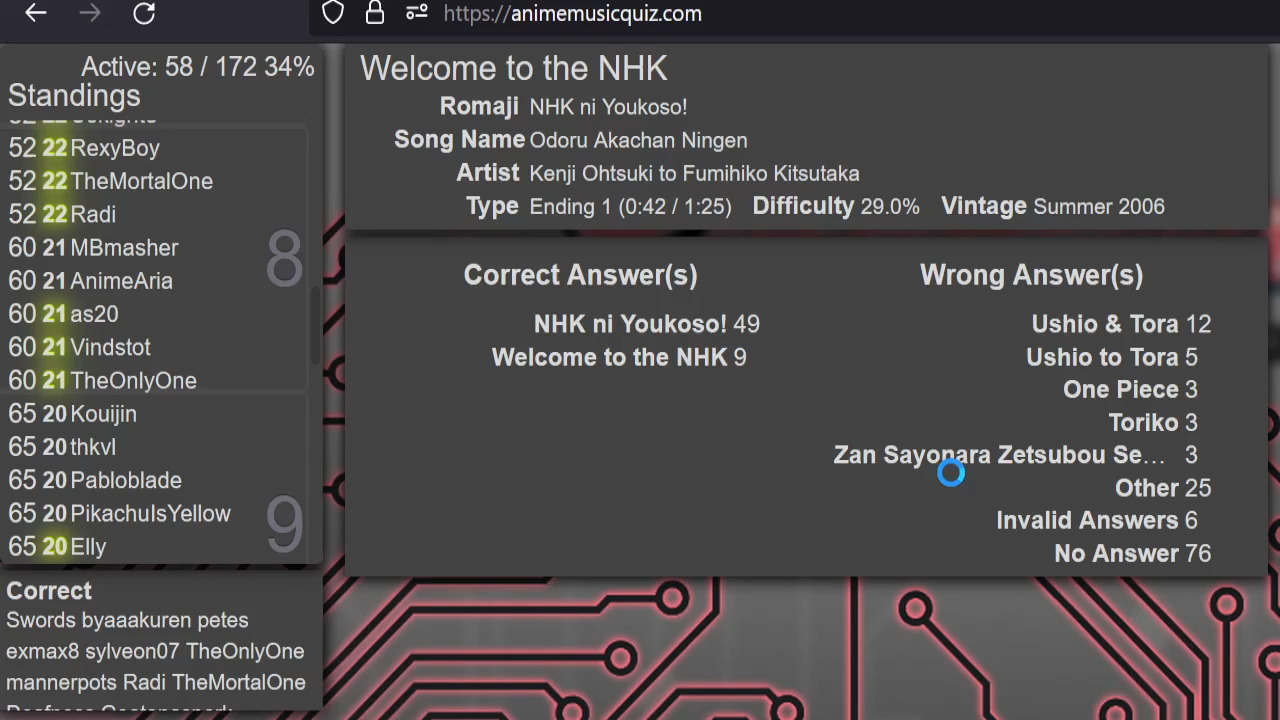 https://animemusicquiz.com
Active: 58 / 172 34%
Standings
52 22 RexyBoy
52 22 TheMortalOne
52 22 Radi
60 21 MBmasher
60 21 AnimeAria
8
60 21 as20
60 21 Vindstot
60 21 TheOnlyOne
65 20 Kouijin
65 20 thkvl
65 20 Pabloblade
65 20 PikachuIsYellow
9
65 20 Elly
Correct
Swords byaaakuren petes
exmax8 sylveon07 TheOnlyOne
mannerpots Radi TheMortalOne
Welcome to the NHK
Romaji NHK ni Youkoso!
Song Name Odoru Akachan Ningen
Artist Kenji Ohtsuki to Fumihiko Kitsutaka
Type Ending 1 (0:42 / 1:25) Difficulty 29.0% Vintage Summer 2006
Correct Answer(s)
NHK ni Youkoso! 49
Welcome to the NHK 9
Wrong Answer(s)
Ushio & Tora 12
Ushio to Tora 5
One Piece 3
Toriko 3
Zan Sayonara Zetsubou Se... 3
Other 25
Invalid Answers 6
No Answer 76